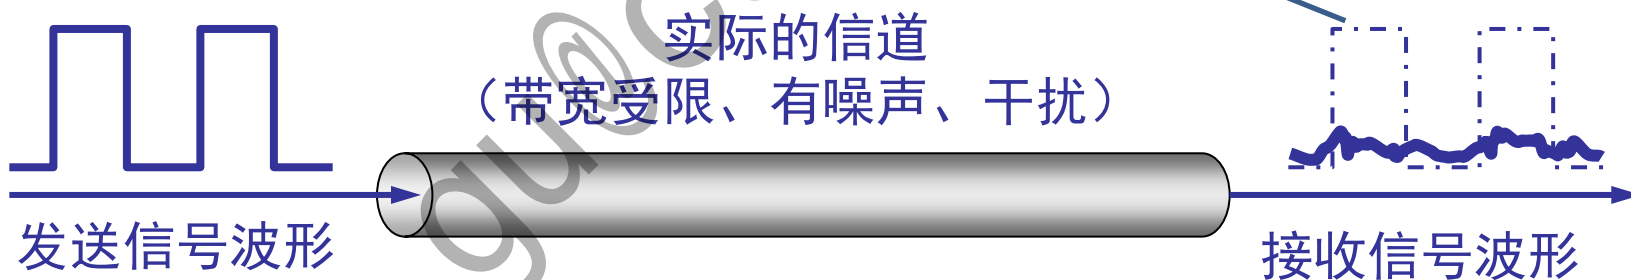 实际的信道
（带宽受限、有噪声、干扰）
发送信号波形
接收信号波形